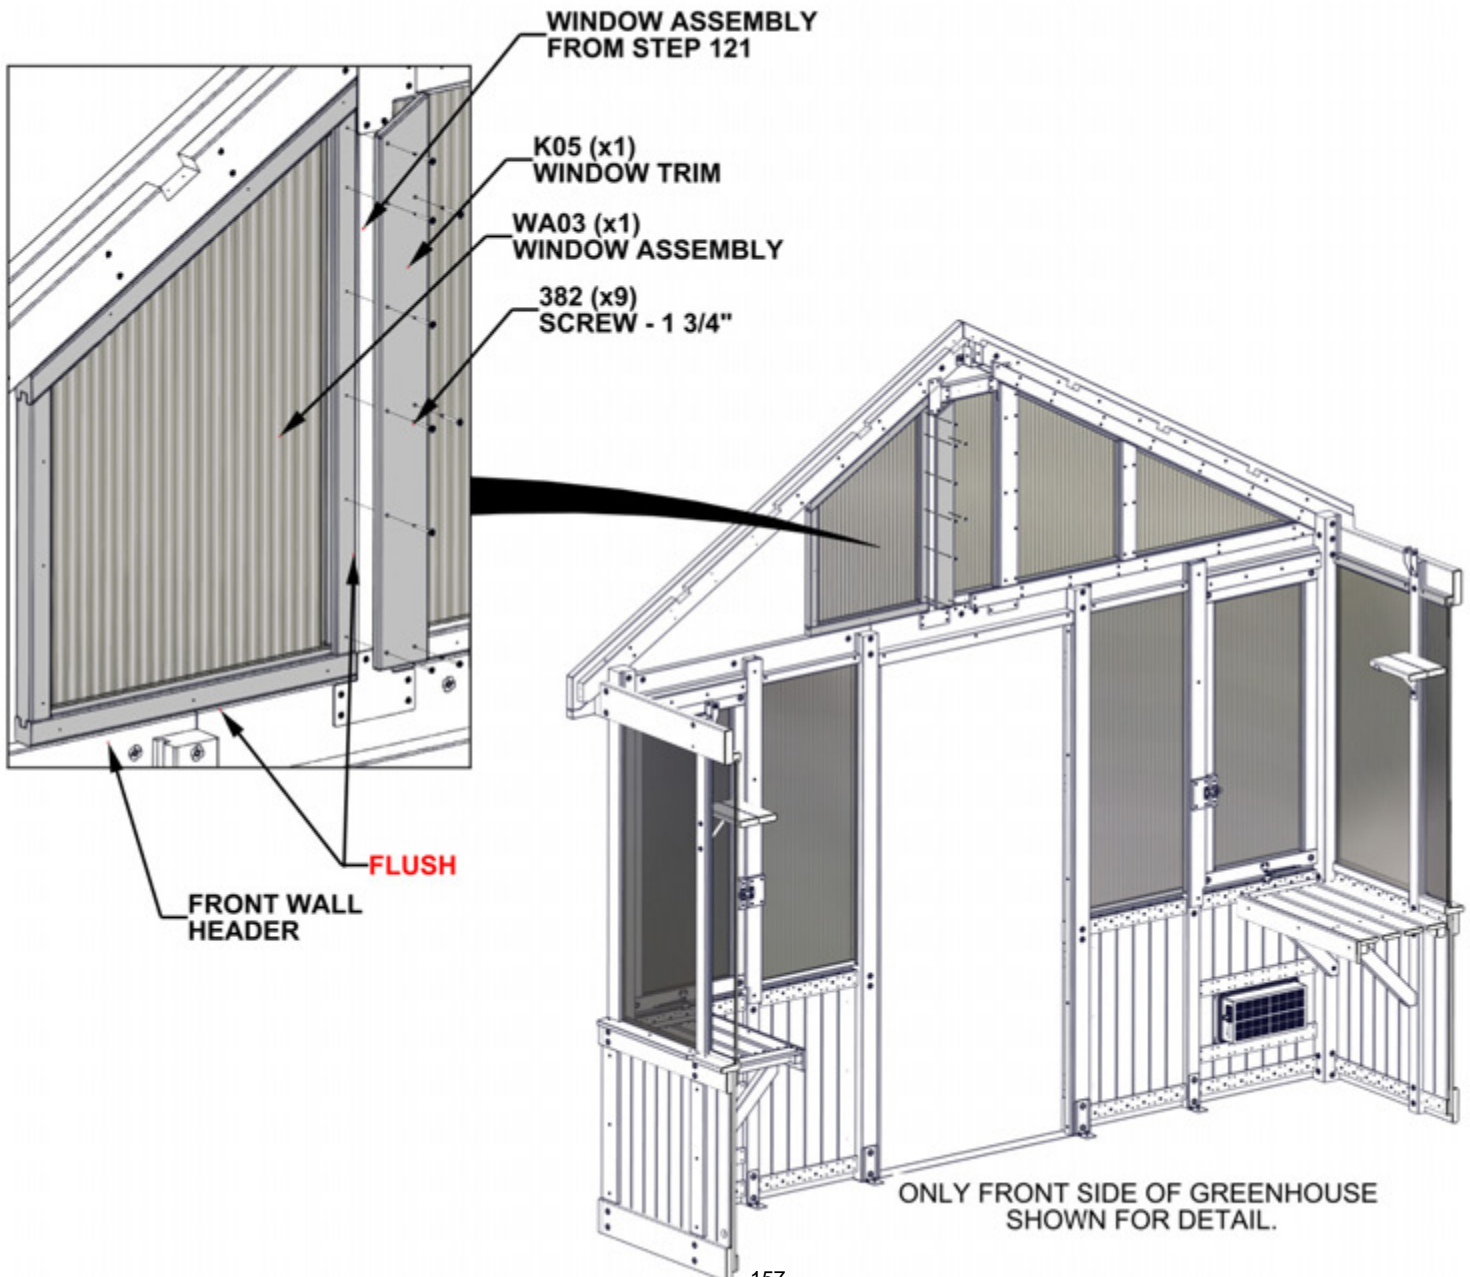 WINDOW ASSEMBLY
FROM STEP 121
K05 (x1)
WINDOW TRIM
WA03 (x1)
WINDOW ASSEMBLY
382 (x9)
SCREW - 1 3/4"
FLUSH
FRONT WALL
HEADER
ONLY FRONT SIDE OF GREENHOUSE
SHOWN FOR DETAIL.
157